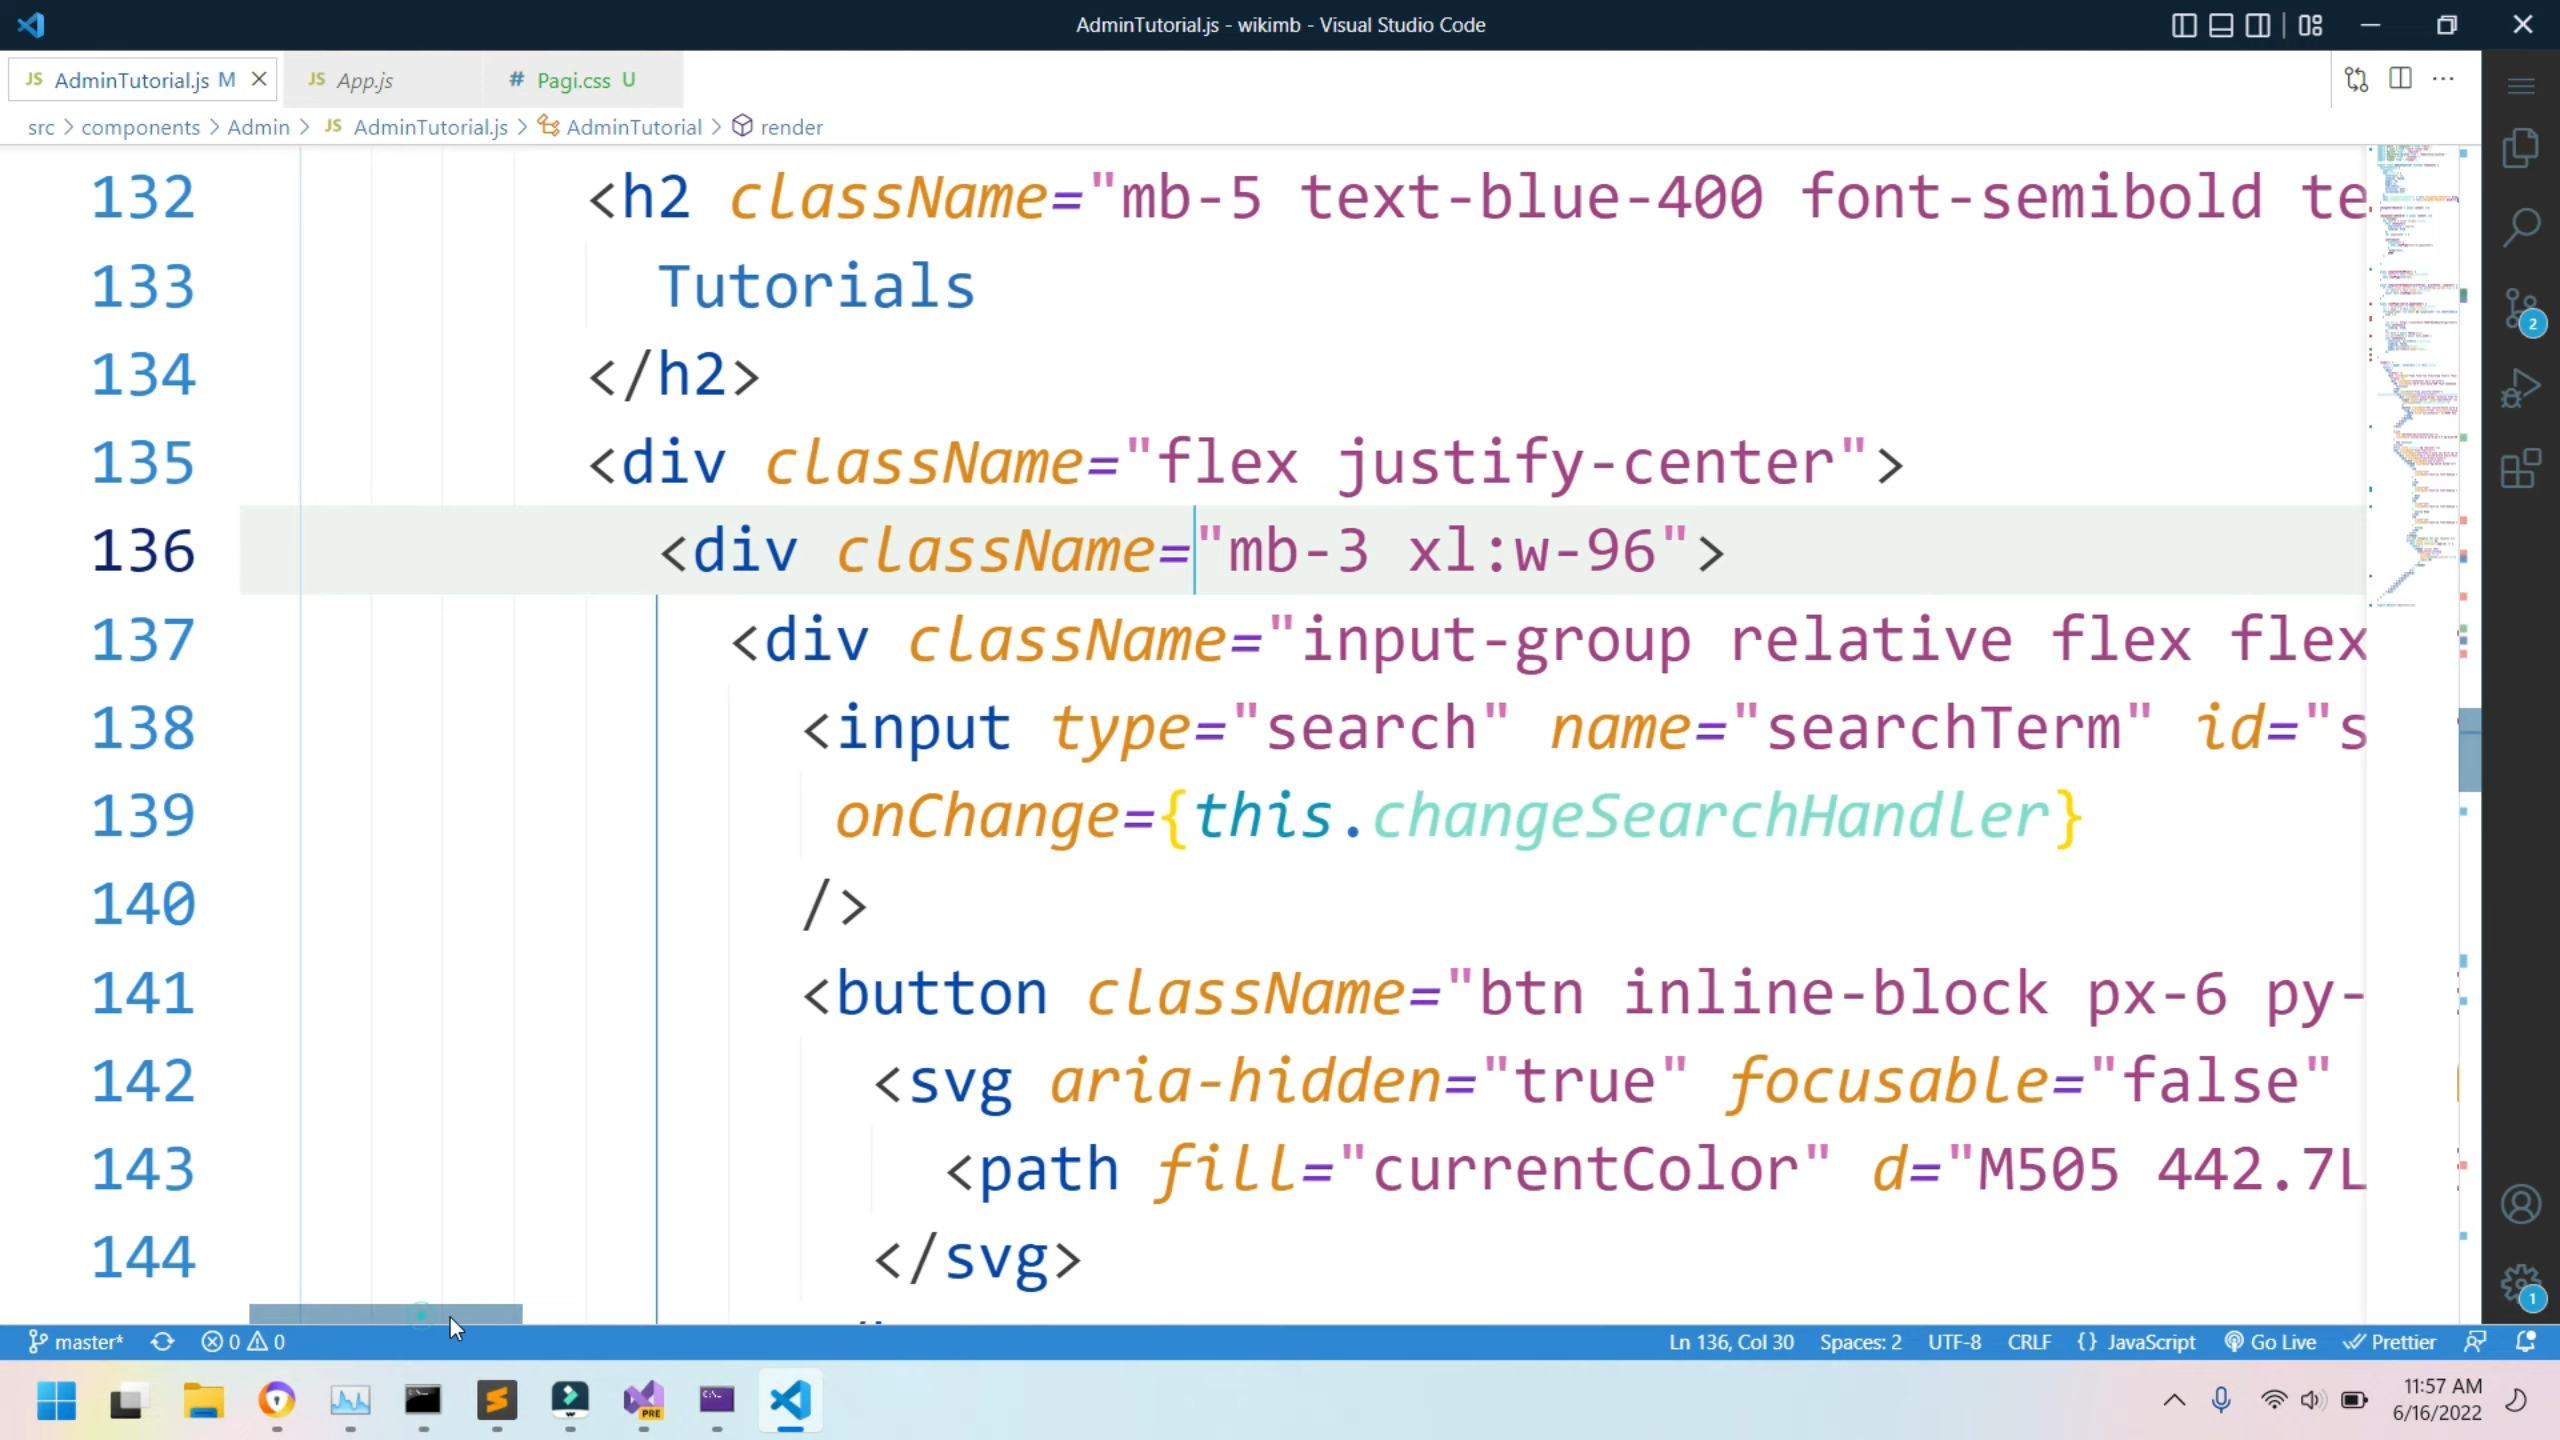 AdminTutorial.js - wikimb - Visual Studio Code
JS AdminTutorial.js M
JS App.js
# Pagi.css U
src > components > Admin > JS AdminTutorial.js > AdminTutorial > render
132 <h2 className="mb-5 text-blue-400 font-semibold te
133 Tutorials
134 </h2>
135 <div className="flex justify-center">
136 <div className="mb-3 xl:w-96">
137 <div className="input-group relative flex flex
138 <input type="search" name="searchTerm" id="s
139 onChange={this.changeSearchHandler}
140 />
141 <button className="btn inline-block px-6 py-
142 <svg aria-hidden="true" focusable="false"
143 <path fill="currentColor" d="M505 442.7L
144 </svg>
2
1
master* 0 0 Ln 136, Col 30 Spaces: 2 UTF-8 CRLF {} JavaScript Go Live Prettier
PRE
11:57 AM
6/16/2022